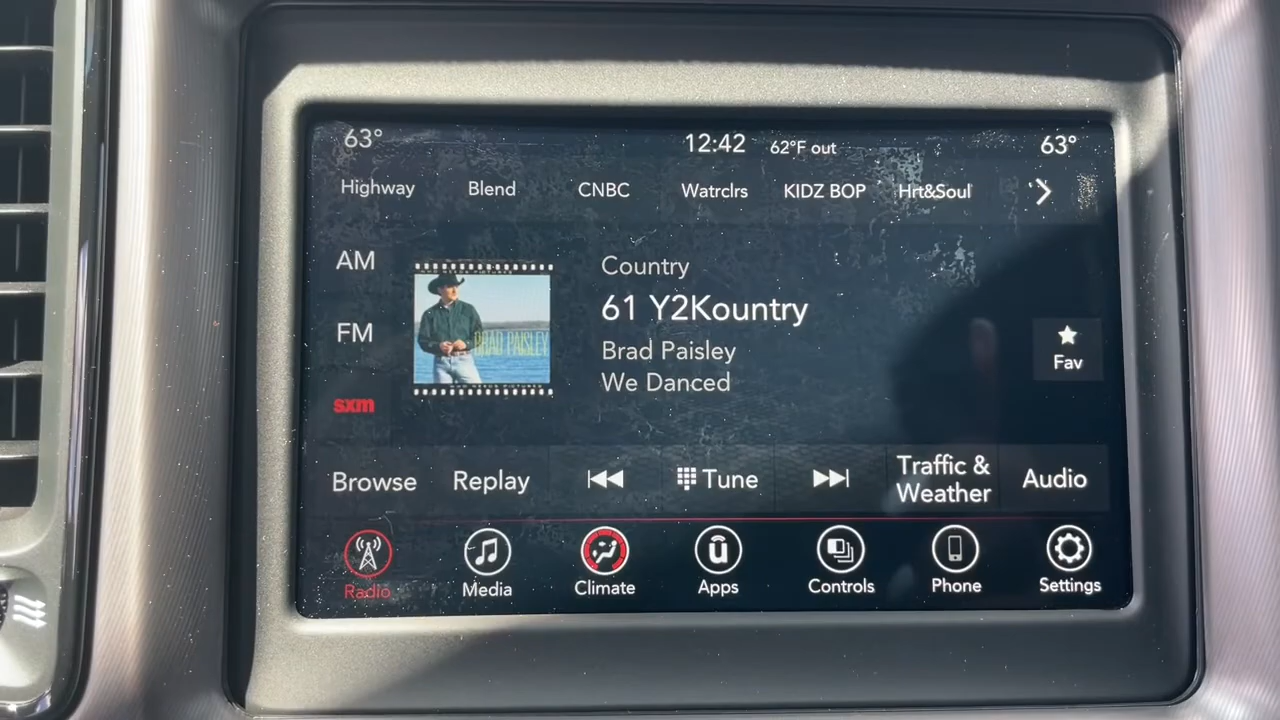 63° 12:42 62°F out 63°
Highway Blend CNBC Watrclrs KIDZ BOP Hrt&Soul
AM
FM
sxm
BRAD PAISLEY
Country
61 Y2Kountry
Brad Paisley
We Danced
Fav
Browse Replay Tune Traffic & Weather Audio
Radio Media Climate Apps Controls Phone Settings